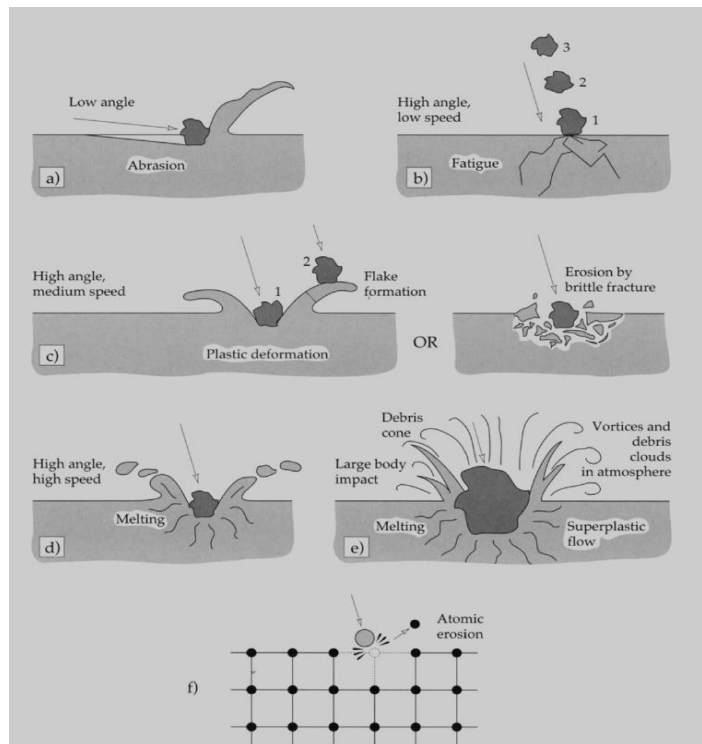 Low angle
Abrasion
a)
3
2
1
High angle,
low speed
Fatigue
b)
High angle,
medium speed
1
2
Flake
formation
Plastic deformation
c)
OR
Erosion by
brittle fracture
High angle,
high speed
Melting
d)
Debris
cone
Large body
impact
Vortices and
debris
clouds
in atmosphere
Melting
Superplastic
flow
e)
Atomic
erosion
f)